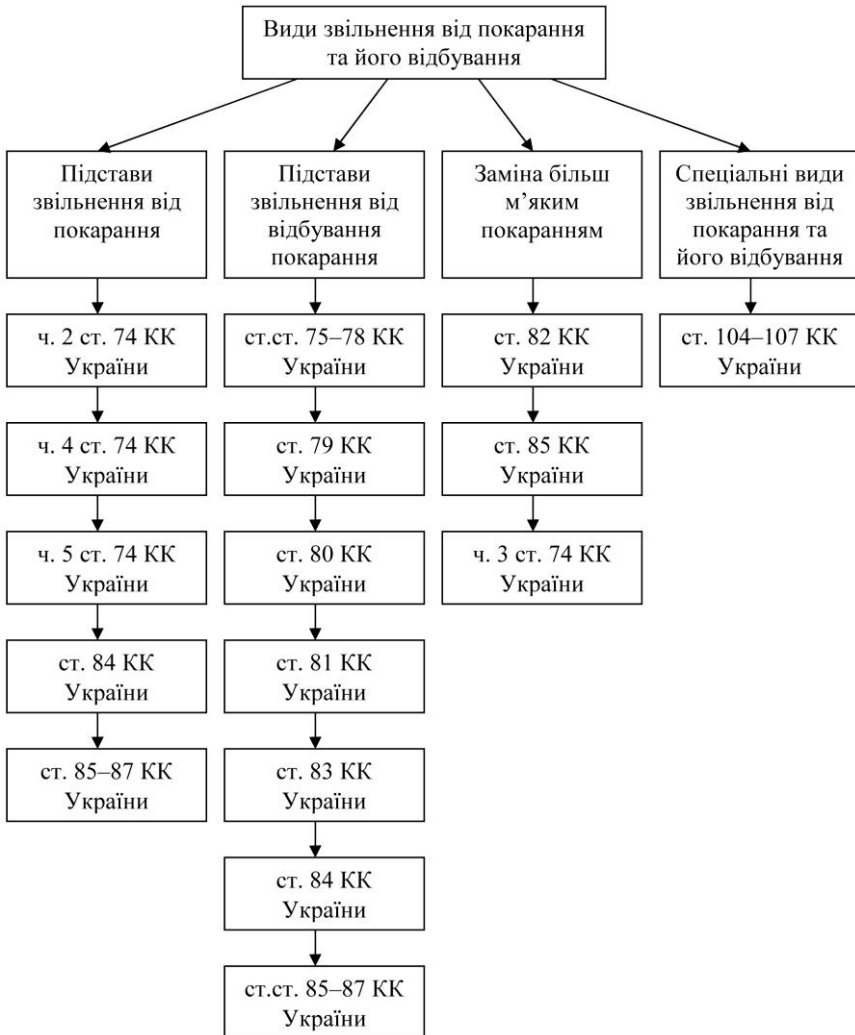 Види звільнення від покарання
та його відбування
Підстави
звільнення від
покарання
ч. 2 ст. 74 КК
України
ч. 4 ст. 74 КК
України
ч. 5 ст. 74 КК
України
ст. 84 КК
України
ст. 85–87 КК
України
Підстави
звільнення від
відбування
покарання
ст.ст. 75–78 КК
України
ст. 79 КК
України
ст. 80 КК
України
ст. 81 КК
України
ст. 83 КК
України
ст. 84 КК
України
ст.ст. 85–87 КК
України
Заміна більш
м’яким
покаранням
ст. 82 КК
України
ст. 85 КК
України
ч. 3 ст. 74 КК
України
Спеціальні види
звільнення від
покарання та
його відбування
ст. 104–107 КК
України